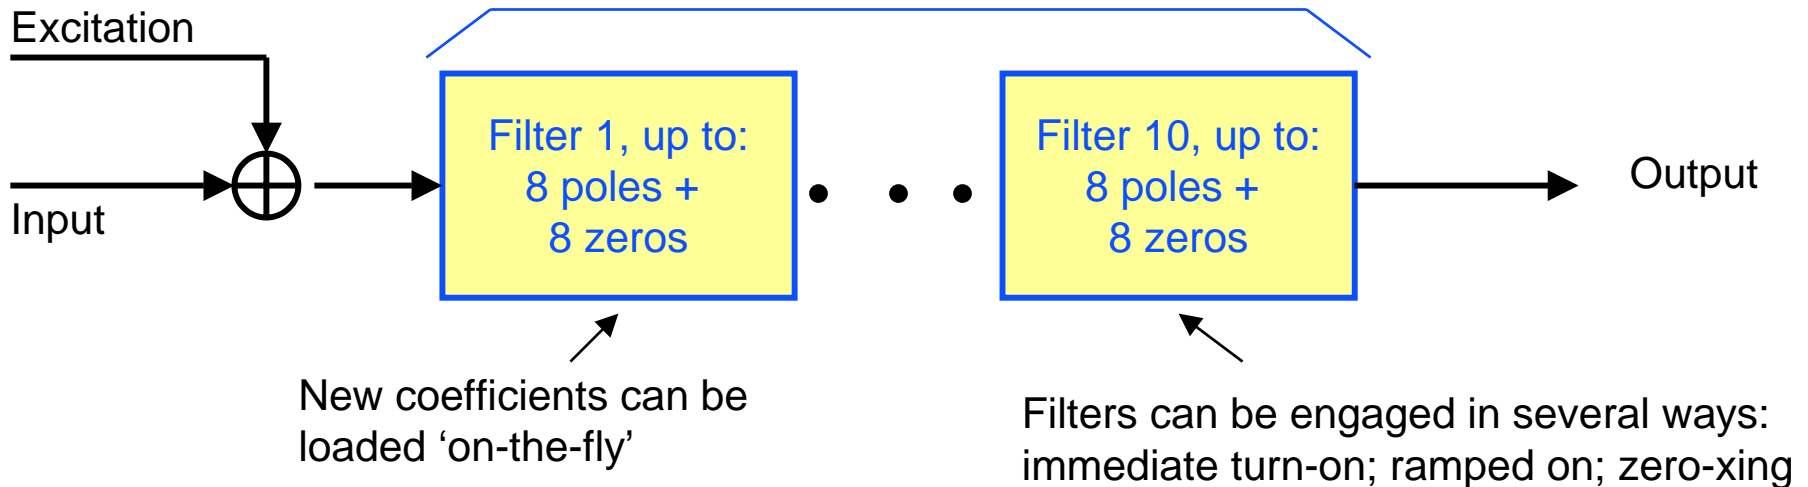 Excitation
Input
Filter 1, up to:
8 poles +
8 zeros
Filter 10, up to:
8 poles +
8 zeros
Output
New coefficients can be
loaded ‘on-the-fly’
Filters can be engaged in several ways:
immediate turn-on; ramped on; zero-xing